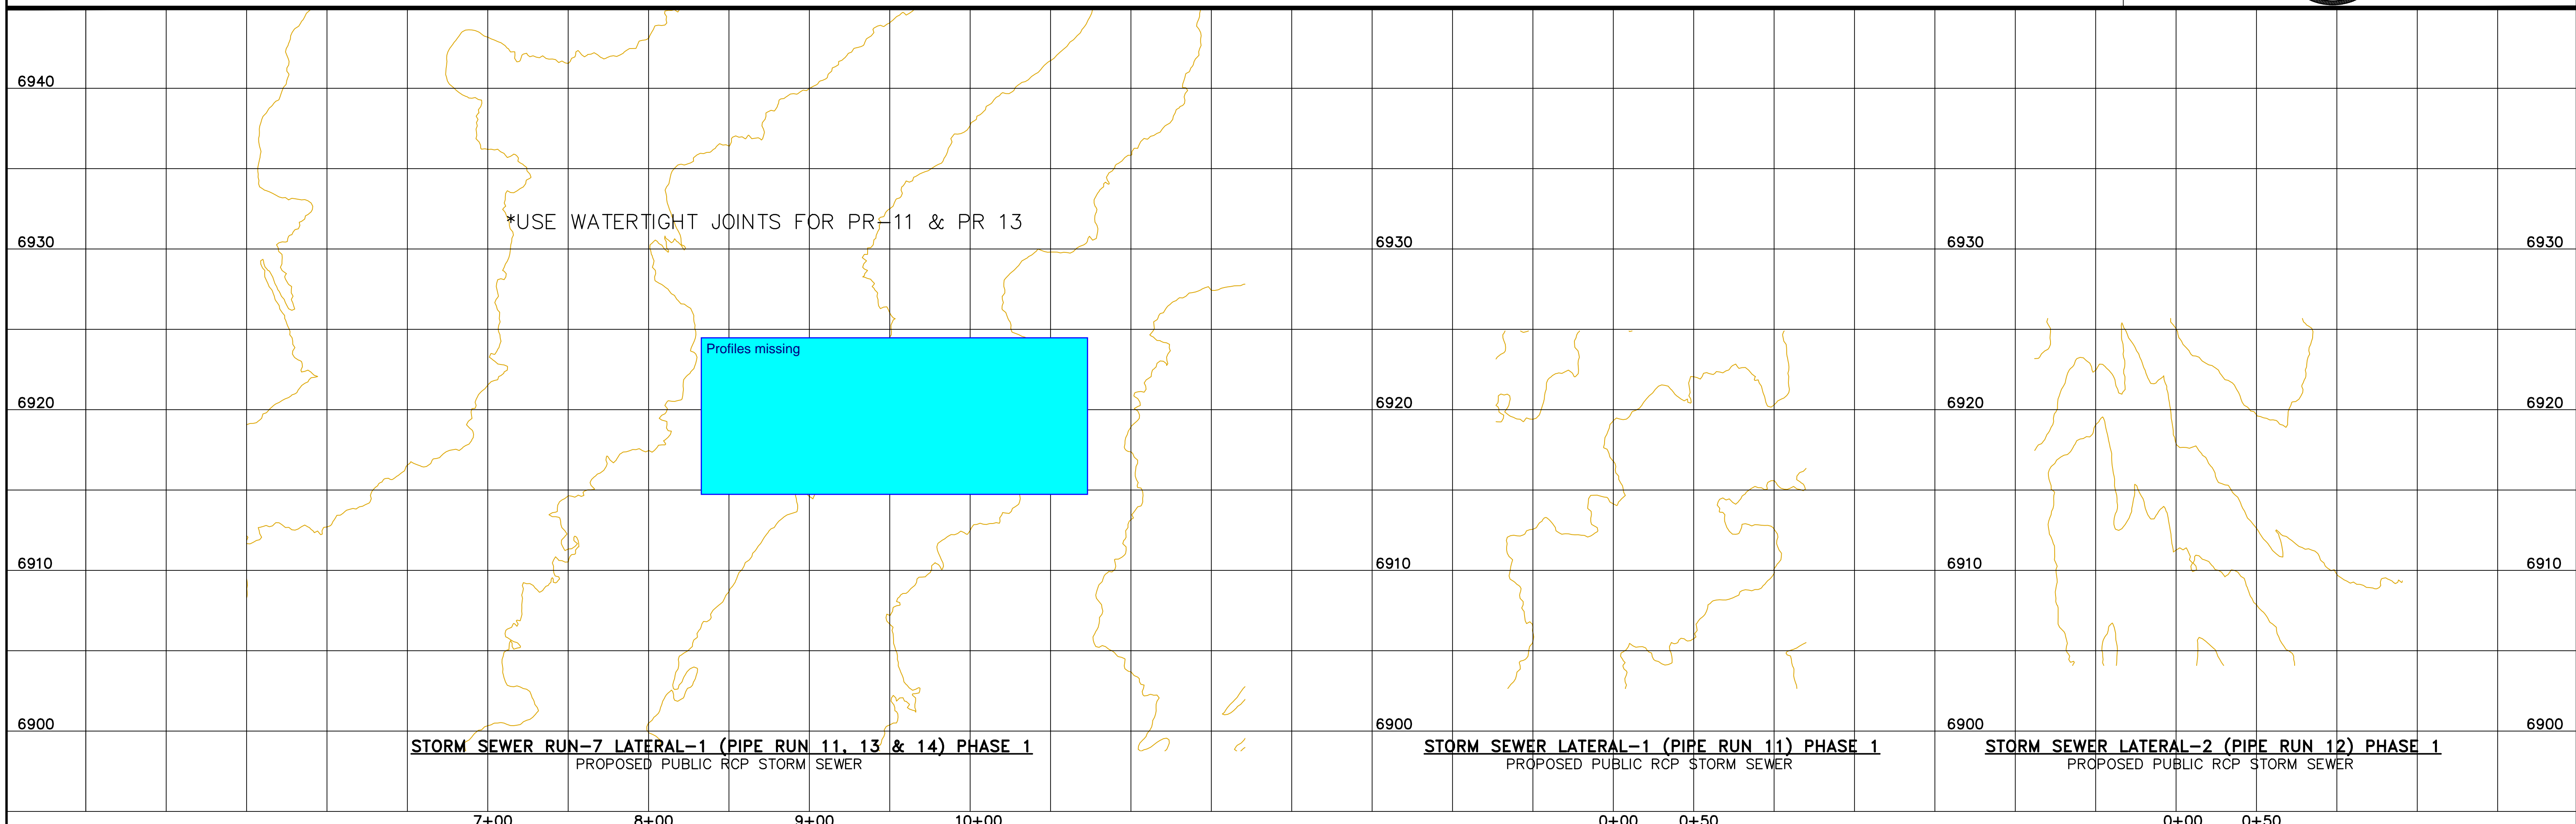 6940
*USE WATERTIGHT JOINTS FOR PR-11 & PR 13
6930 6930 6930 6930
Profiles missing
6920 6920 6920 6920
6910 6910 6910 6910
6900 6900 6900 6900
STORM SEWER RUN-7 LATERAL-1 (PIPE RUN 11, 13 & 14) PHASE 1
PROPOSED PUBLIC RCP STORM SEWER
STORM SEWER LATERAL-1 (PIPE RUN 11) PHASE 1
PROPOSED PUBLIC RCP STORM SEWER
STORM SEWER LATERAL-2 (PIPE RUN 12) PHASE 1
PROPOSED PUBLIC RCP STORM SEWER
7+00 8+00 9+00 10+00 0+00 0+50 0+00 0+50